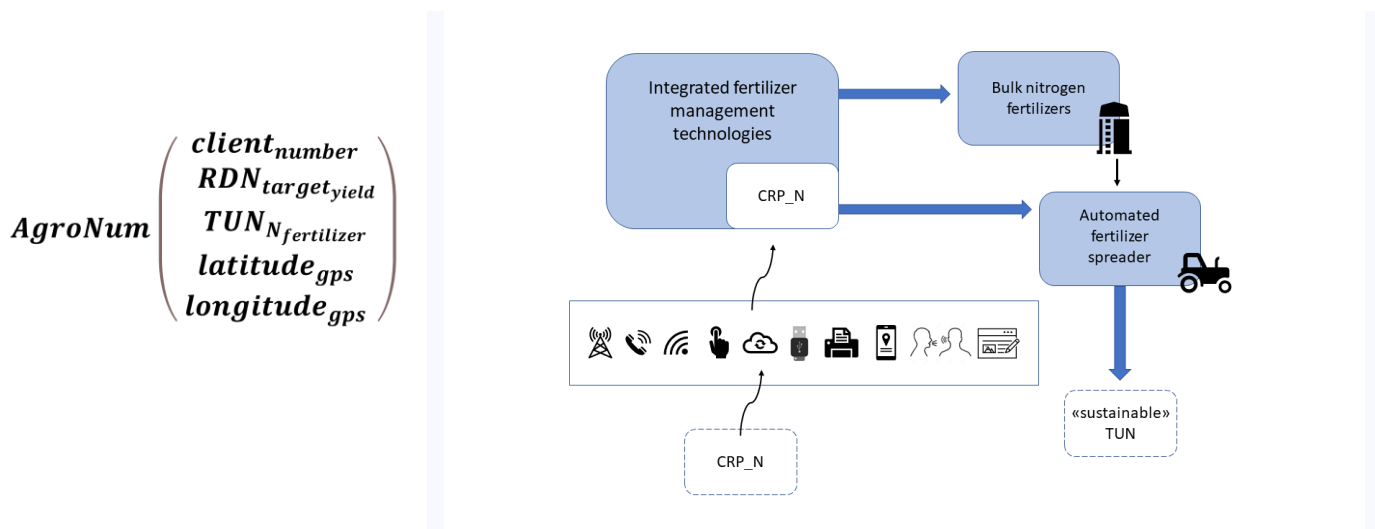 AgroNum
client_number
RDN_target_yield
TUN_N_fertilizer
latitude_gps
longitude_gps
Integrated fertilizer
management
technologies
CRP_N
Bulk nitrogen
fertilizers
Automated
fertilizer
spreader
CRP_N
«sustainable»
TUN